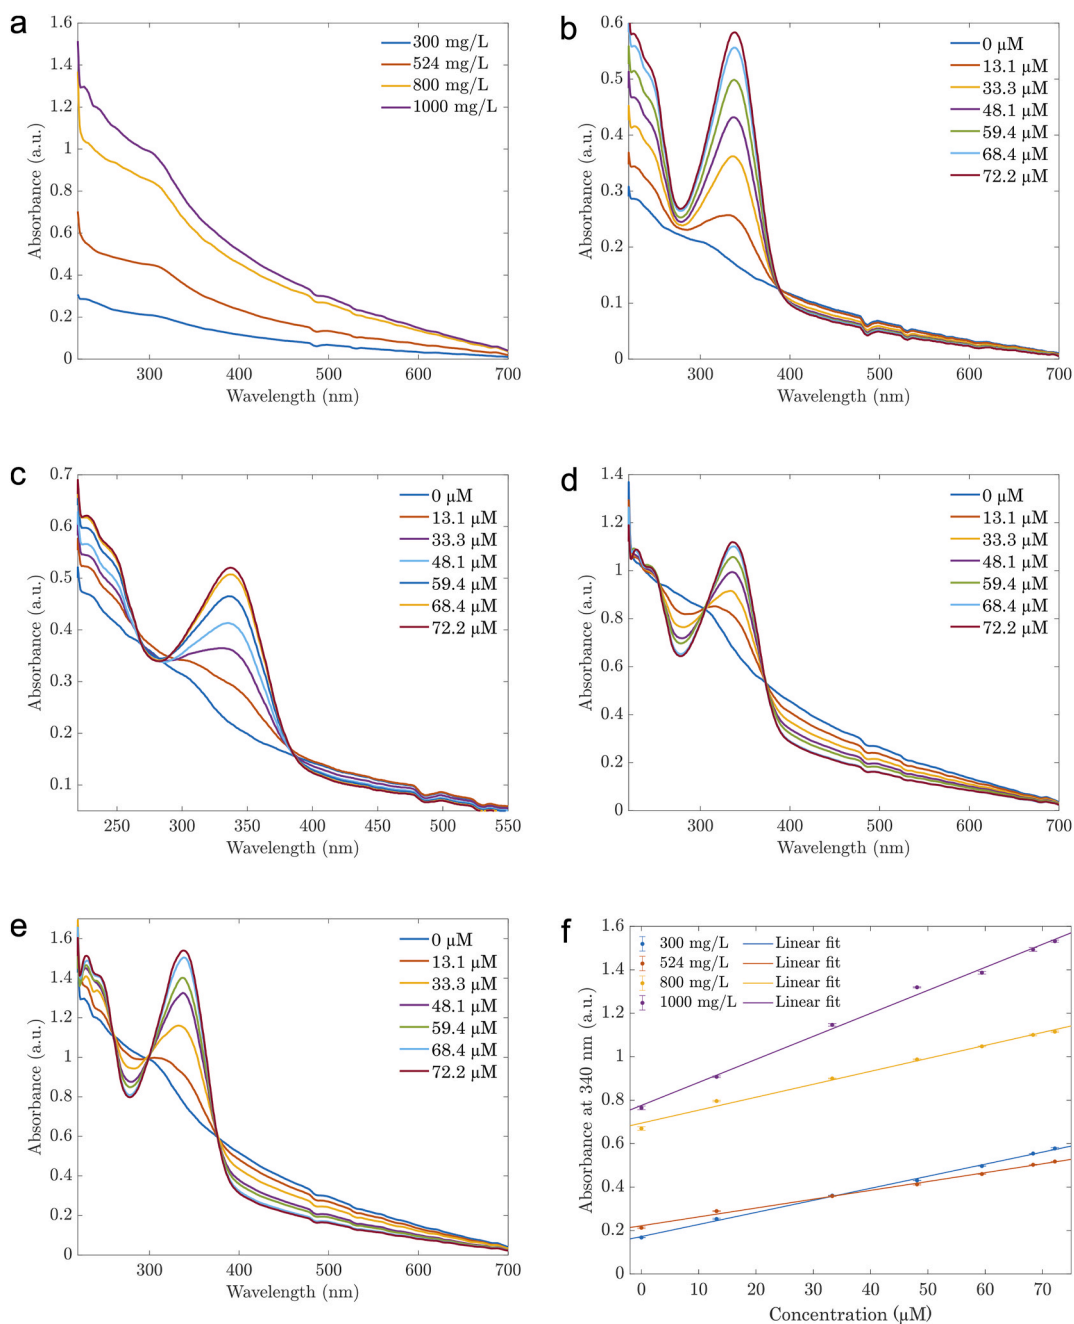 a
1.6
1.4
1.2
1
0.8
0.6
0.4
0.2
0
300 400 500 600 700
Wavelength (nm)
Absorbance (a.u.)
300 mg/L
524 mg/L
800 mg/L
1000 mg/L
b
0.6
0.5
0.4
0.3
0.2
0.1
0
300 400 500 600 700
Wavelength (nm)
Absorbance (a.u.)
0 μM
13.1 μM
33.3 μM
48.1 μM
59.4 μM
68.4 μM
72.2 μM
c
0.7
0.6
0.5
0.4
0.3
0.2
0.1
250 300 350 400 450 500 550
Wavelength (nm)
Absorbance (a.u.)
0 μM
13.1 μM
33.3 μM
48.1 μM
59.4 μM
68.4 μM
72.2 μM
d
1.4
1.2
1
0.8
0.6
0.4
0.2
0
300 400 500 600 700
Wavelength (nm)
Absorbance (a.u.)
0 μM
13.1 μM
33.3 μM
48.1 μM
59.4 μM
68.4 μM
72.2 μM
e
1.6
1.4
1.2
1
0.8
0.6
0.4
0.2
0
300 400 500 600 700
Wavelength (nm)
Absorbance (a.u.)
0 μM
13.1 μM
33.3 μM
48.1 μM
59.4 μM
68.4 μM
72.2 μM
f
1.6
1.4
1.2
1
0.8
0.6
0.4
0.2
0
0 10 20 30 40 50 60 70
Concentration (μM)
Absorbance at 340 nm (a.u.)
300 mg/L Linear fit
524 mg/L Linear fit
800 mg/L Linear fit
1000 mg/L Linear fit